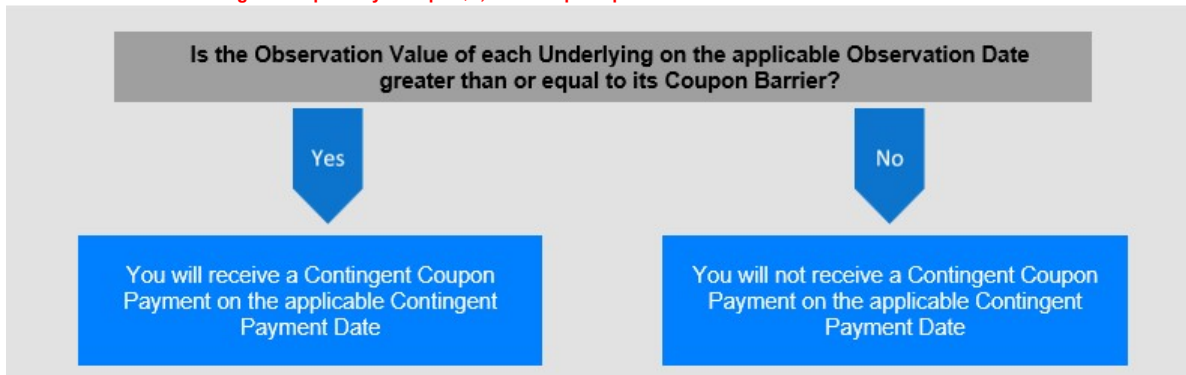 Is the Observation Value of each Underlying on the applicable Observation Date
greater than or equal to its Coupon Barrier?
Yes
No
You will receive a Contingent Coupon
Payment on the applicable Contingent
Payment Date
You will not receive a Contingent Coupon
Payment on the applicable Contingent
Payment Date